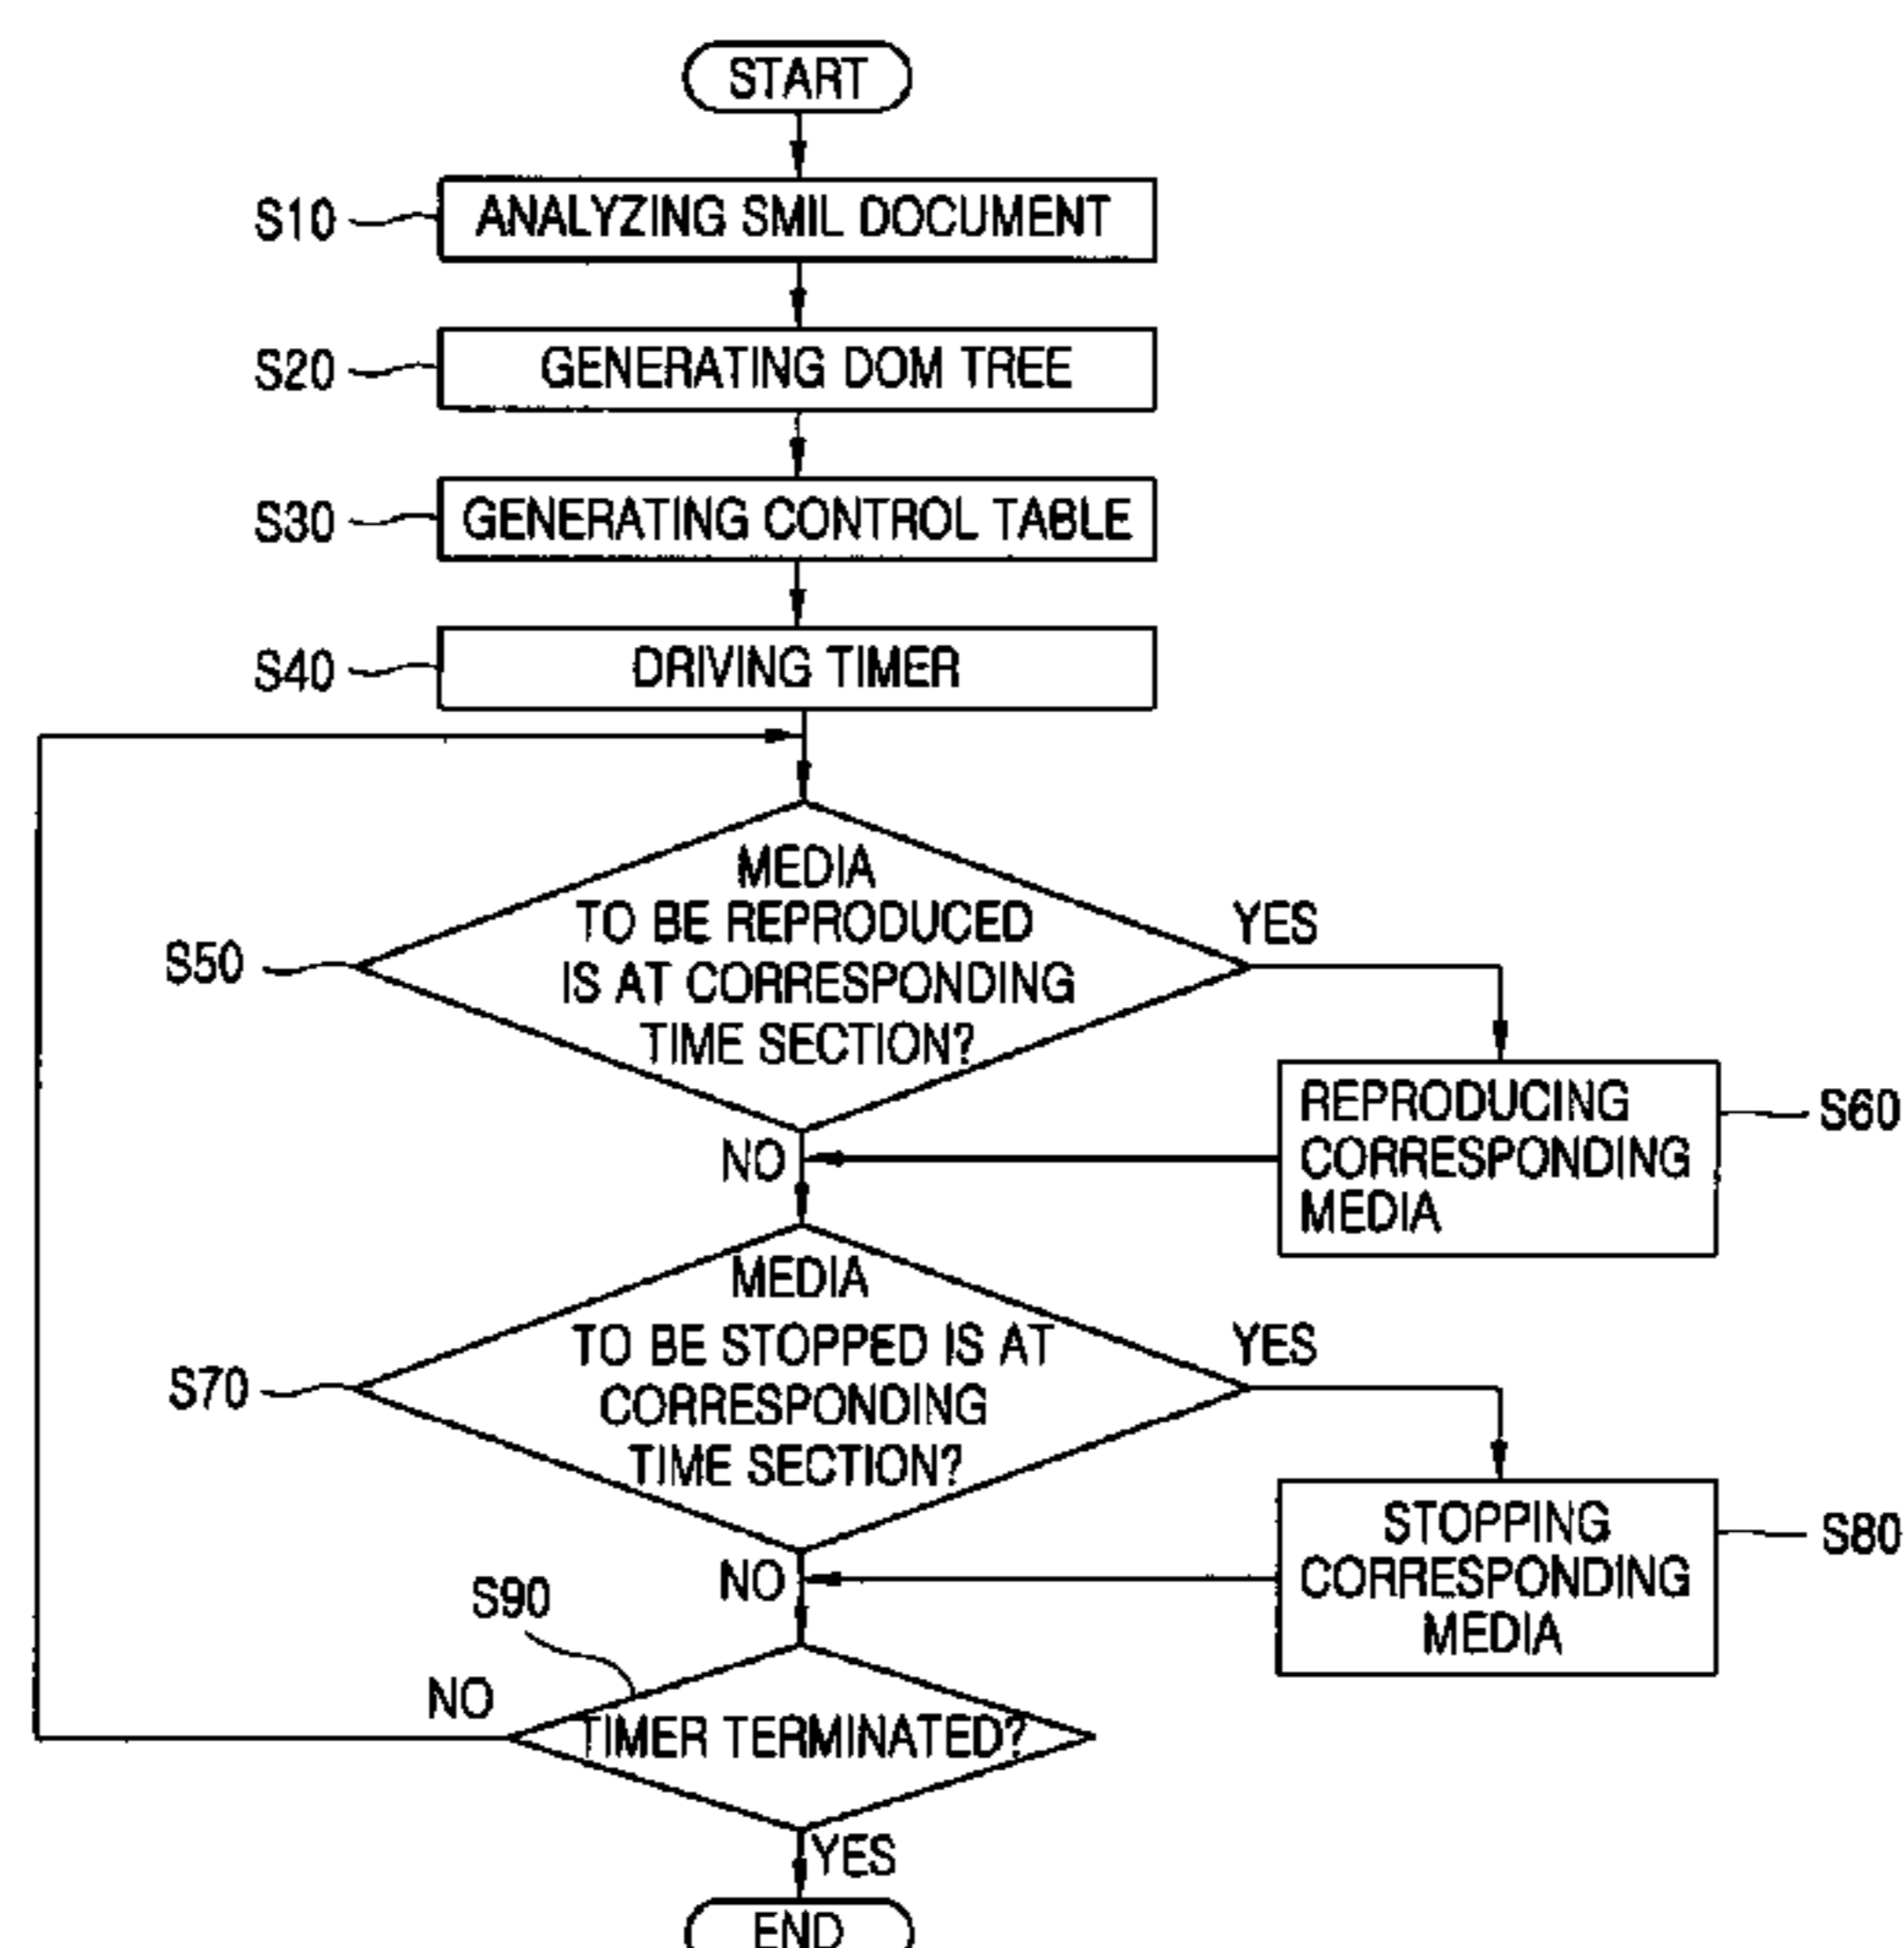 START
S10
ANALYZING SMIL DOCUMENT
S20
GENERATING DOM TREE
S30
GENERATING CONTROL TABLE
S40
DRIVING TIMER
S50
MEDIA
TO BE REPRODUCED
IS AT CORRESPONDING
TIME SECTION?
YES
REPRODUCING
CORRESPONDING
MEDIA
S60
NO
S70
MEDIA
TO BE STOPPED IS AT
CORRESPONDING
TIME SECTION?
YES
STOPPING
CORRESPONDING
MEDIA
S80
NO
S90
NO
TIMER TERMINATED?
YES
END